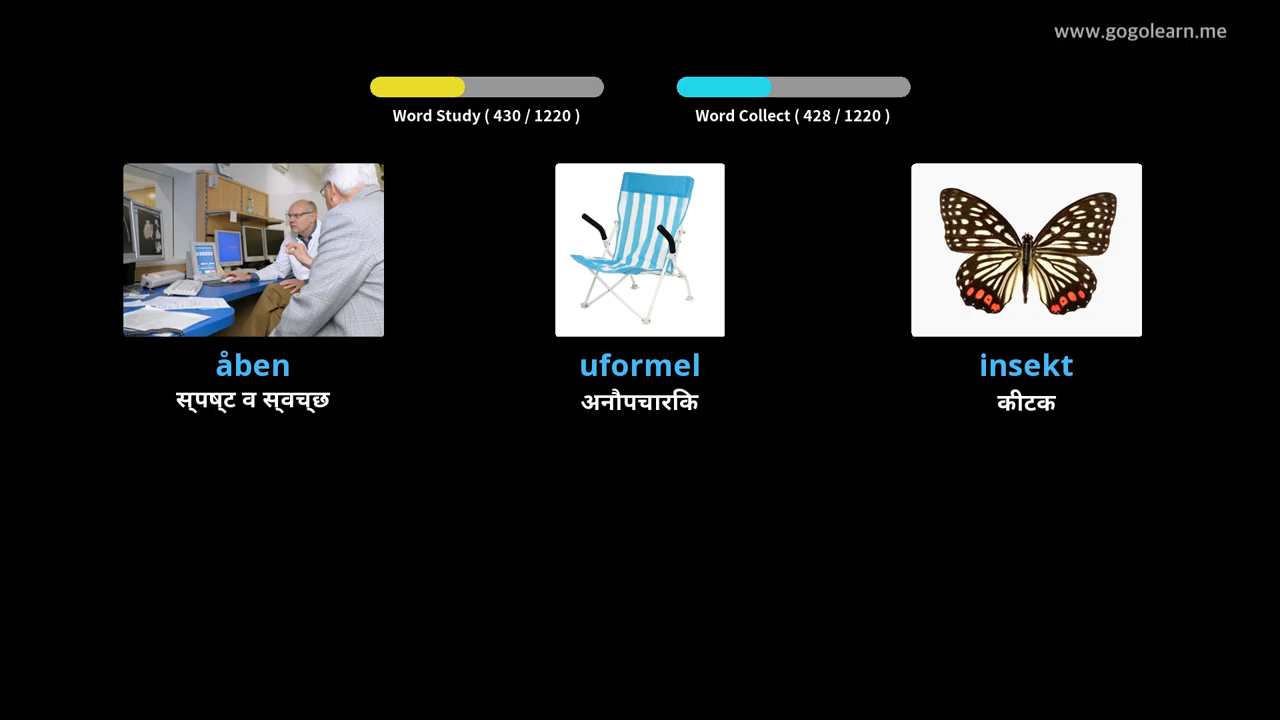 www.gogolearn.me
Word Study ( 430 / 1220 )
Word Collect ( 428 / 1220 )
åben
uformel
insekt
स्पष्ट व स्वच्छ
अनौपचारिक
कीटक